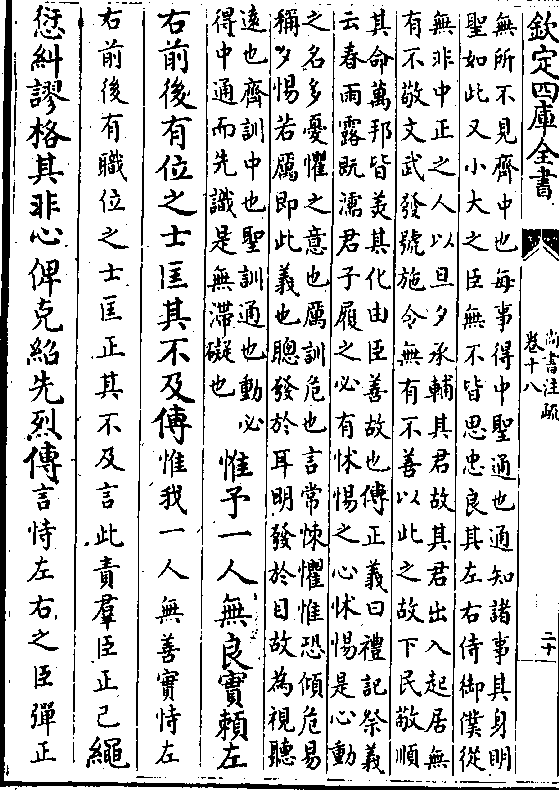 欽定四庫全書
尚書注疏
卷十八
二十
無所不見齊中也每事得中聖通也通知諸事其身明
聖如此又小大之臣無不皆思忠良其左右侍御僕從
無非中正之人以旦夕承輔其君故其君出入起居無
有不敬文武發號施令無有不善以此之故下民敬順
其命萬邦皆美其化由臣善故也傳正義曰禮記祭義
云春雨露既濡君子履之必有怵惕之心怵惕是心動
之名多憂懼之意也厲訓危也言常悚懼惟恐傾危易
稱夕惕若厲即此義也聰發於耳明發於目故為視聽
遠也齊訓中也聖訓通也動必
得中通而先識是無滯礙也
惟予一人無良實賴左
右前後有位之士匡其不及傳惟我一人無善實恃左
右前後有職位之士匡正其不及言此責羣臣正己繩
愆糾謬格其非心俾克紹先烈傳言恃左右之臣彈正